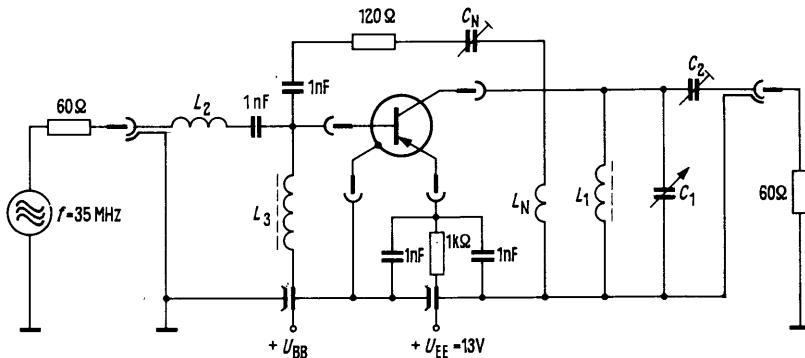 120Ω
C_N
1nF
C_2
60Ω
L_2
1nF
f=35 MHz
L_3
L_N
L_1
C_1
60Ω
1nF
1kΩ
1nF
+ U_BB
+ U_EE =13V